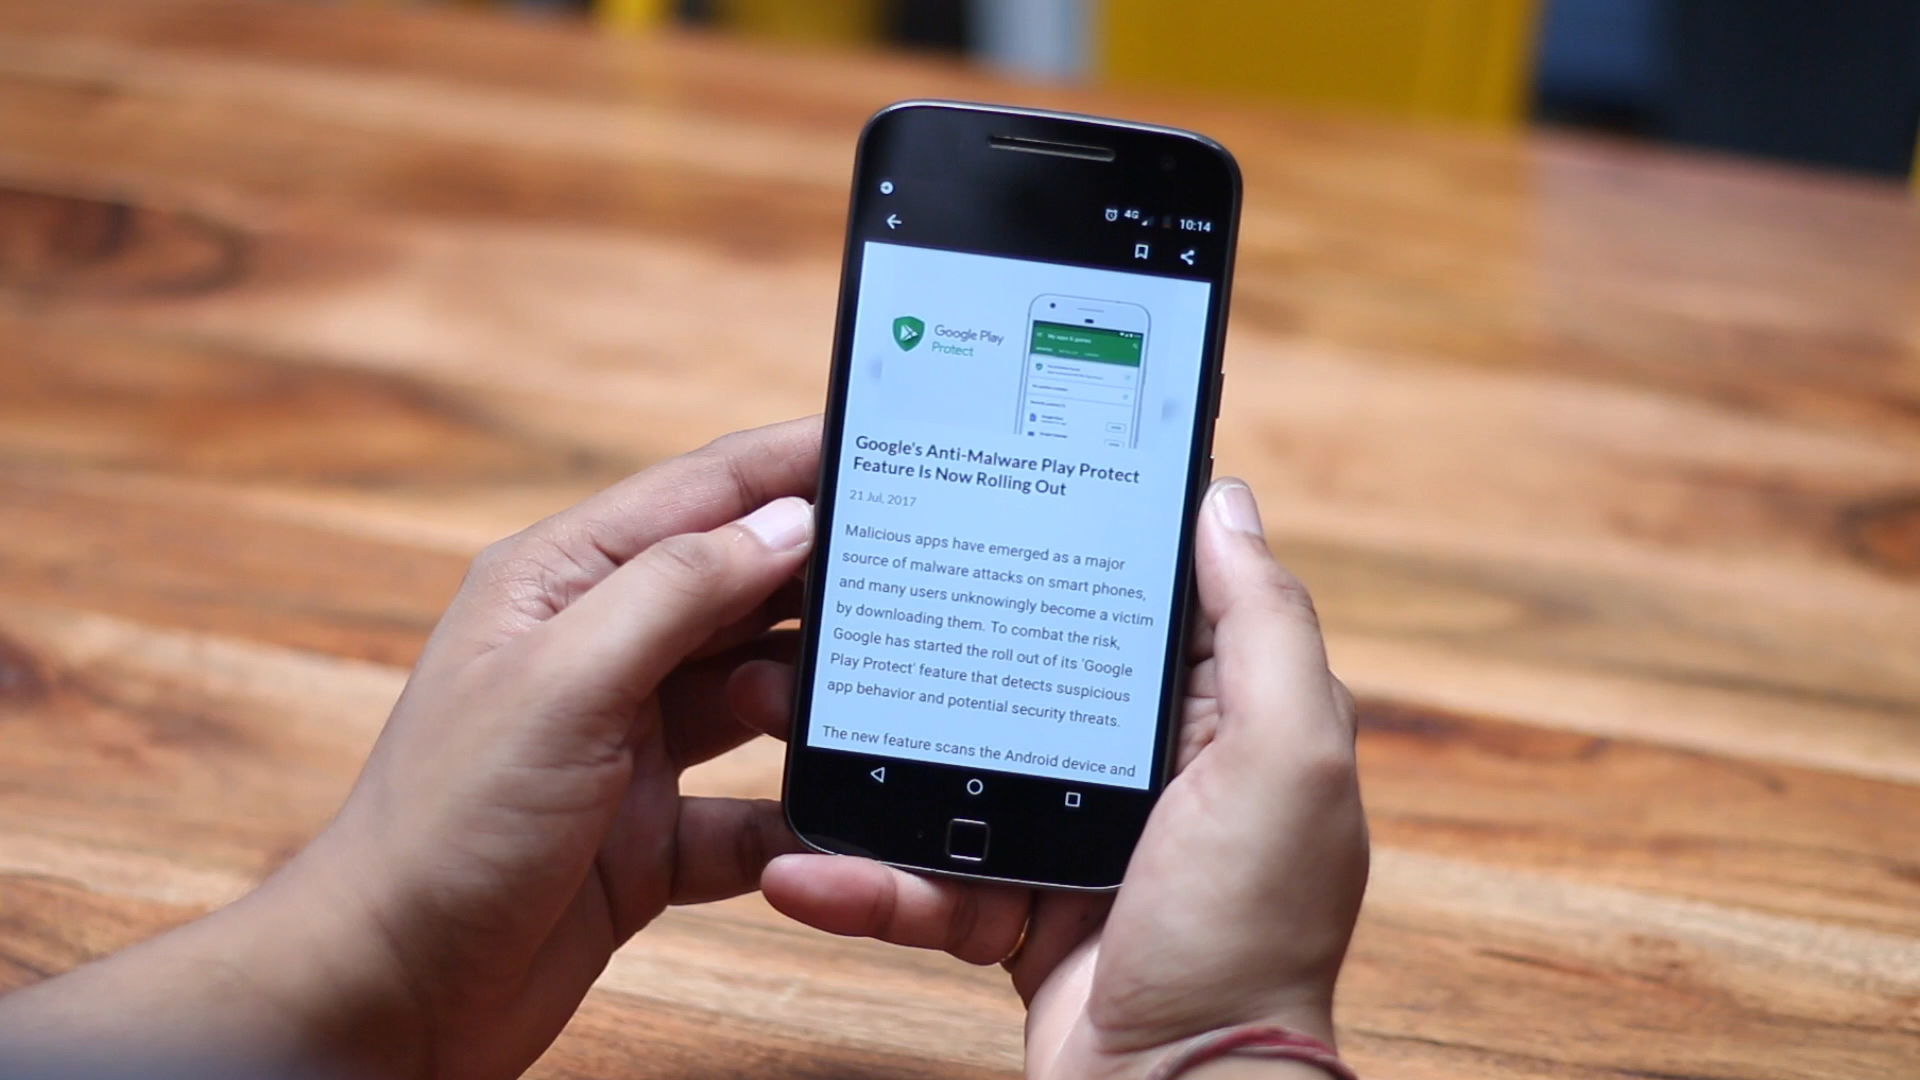 4G 10:14
Google Play
Protect
My apps & games
Google's Anti-Malware Play Protect
Feature Is Now Rolling Out
21 Jul, 2017
Malicious apps have emerged as a major
source of malware attacks on smart phones,
and many users unknowingly become a victim
by downloading them. To combat the risk,
Google has started the roll out of its 'Google
Play Protect' feature that detects suspicious
app behavior and potential security threats.
The new feature scans the Android device and